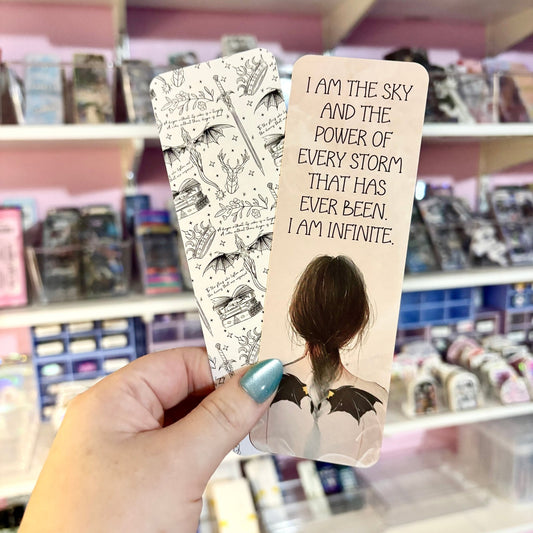 I AM THE SKY
AND THE
POWER OF
EVERY STORM
THAT HAS
EVER BEEN.
I AM INFINITE.